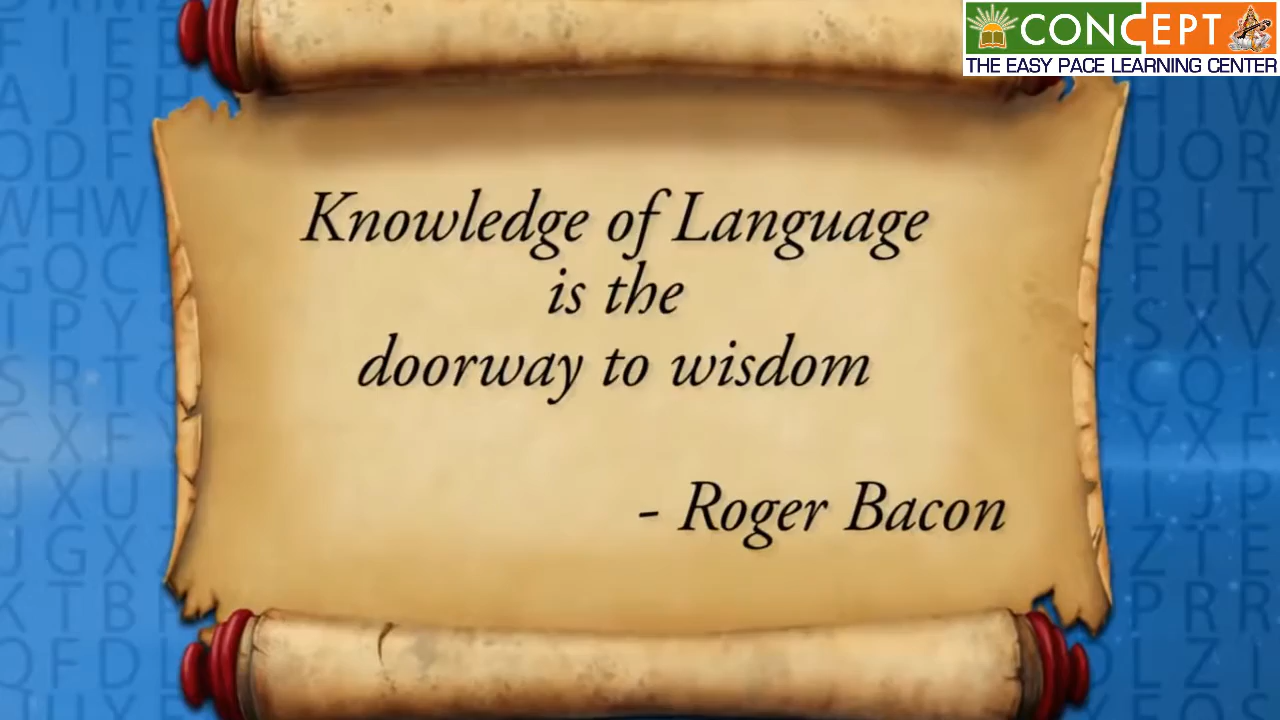 CONCEPT
THE EASY PACE LEARNING CENTER
Knowledge of Language
is the
doorway to wisdom
- Roger Bacon